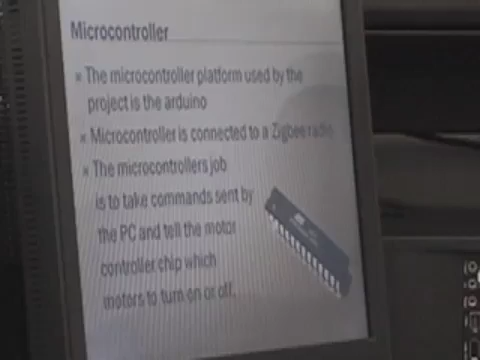 Microcontroller
× The microcontroller platform used by the
project is the arduino
× Microcontroller is connected to a Zigbee radio
× The microcontrollers job
is to take commands sent by
the PC and tell the motor
controller chip which
motors to turn on or off.